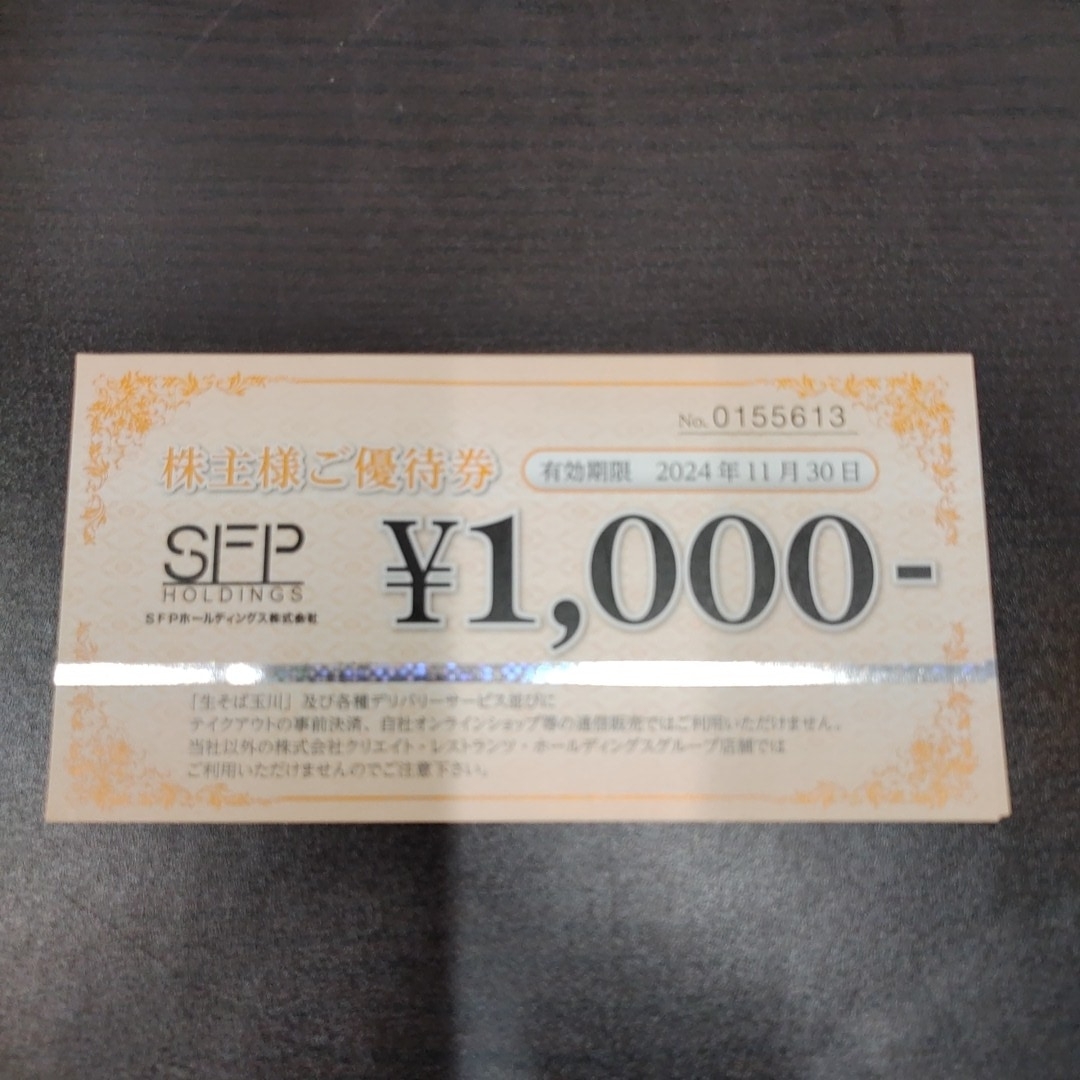 No. 0155613
株主様ご優待券
有効期限 2024年11月30日
SFP
HOLDINGS
SFPホールディングス株式会社
¥1,000-
「生そば玉川」及び各種デリバリーサービス並びに
テイクアウトの事前決済、自社オンラインショップ等の通信販売ではご利用いただけません。
当社以外の株式会社クリエイト・レストランツ・ホールディングスグループ店舗では
ご利用いただけませんのでご注意下さい。